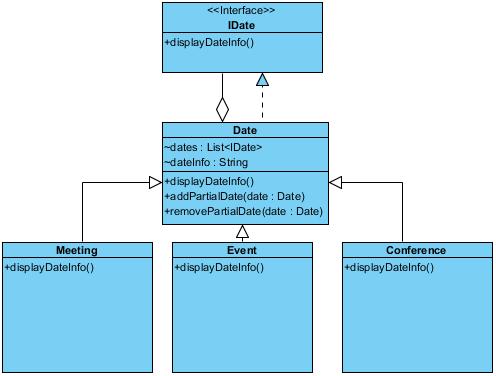 <<Interface>>
IDate
+displayDateInfo()
Date
~dates : List<IDate>
~dateInfo : String
+displayDateInfo()
+addPartialDate(date : Date)
+removePartialDate(date : Date)
Meeting
+displayDateInfo()
Event
+displayDateInfo()
Conference
+displayDateInfo()